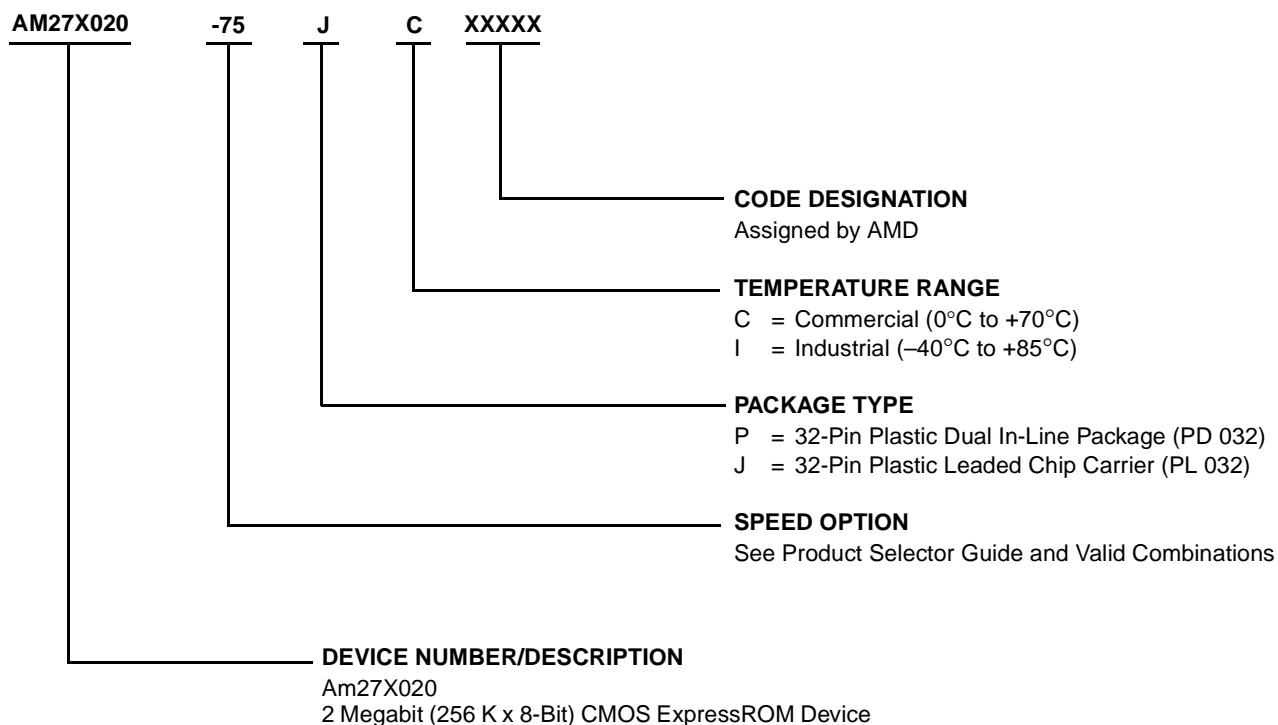 AM27X020 -75 J C XXXXX
CODE DESIGNATION
Assigned by AMD
TEMPERATURE RANGE
C = Commercial (0°C to +70°C)
I = Industrial (–40°C to +85°C)
PACKAGE TYPE
P = 32-Pin Plastic Dual In-Line Package (PD 032)
J = 32-Pin Plastic Leaded Chip Carrier (PL 032)
SPEED OPTION
See Product Selector Guide and Valid Combinations
DEVICE NUMBER/DESCRIPTION
Am27X020
2 Megabit (256 K x 8-Bit) CMOS ExpressROM Device